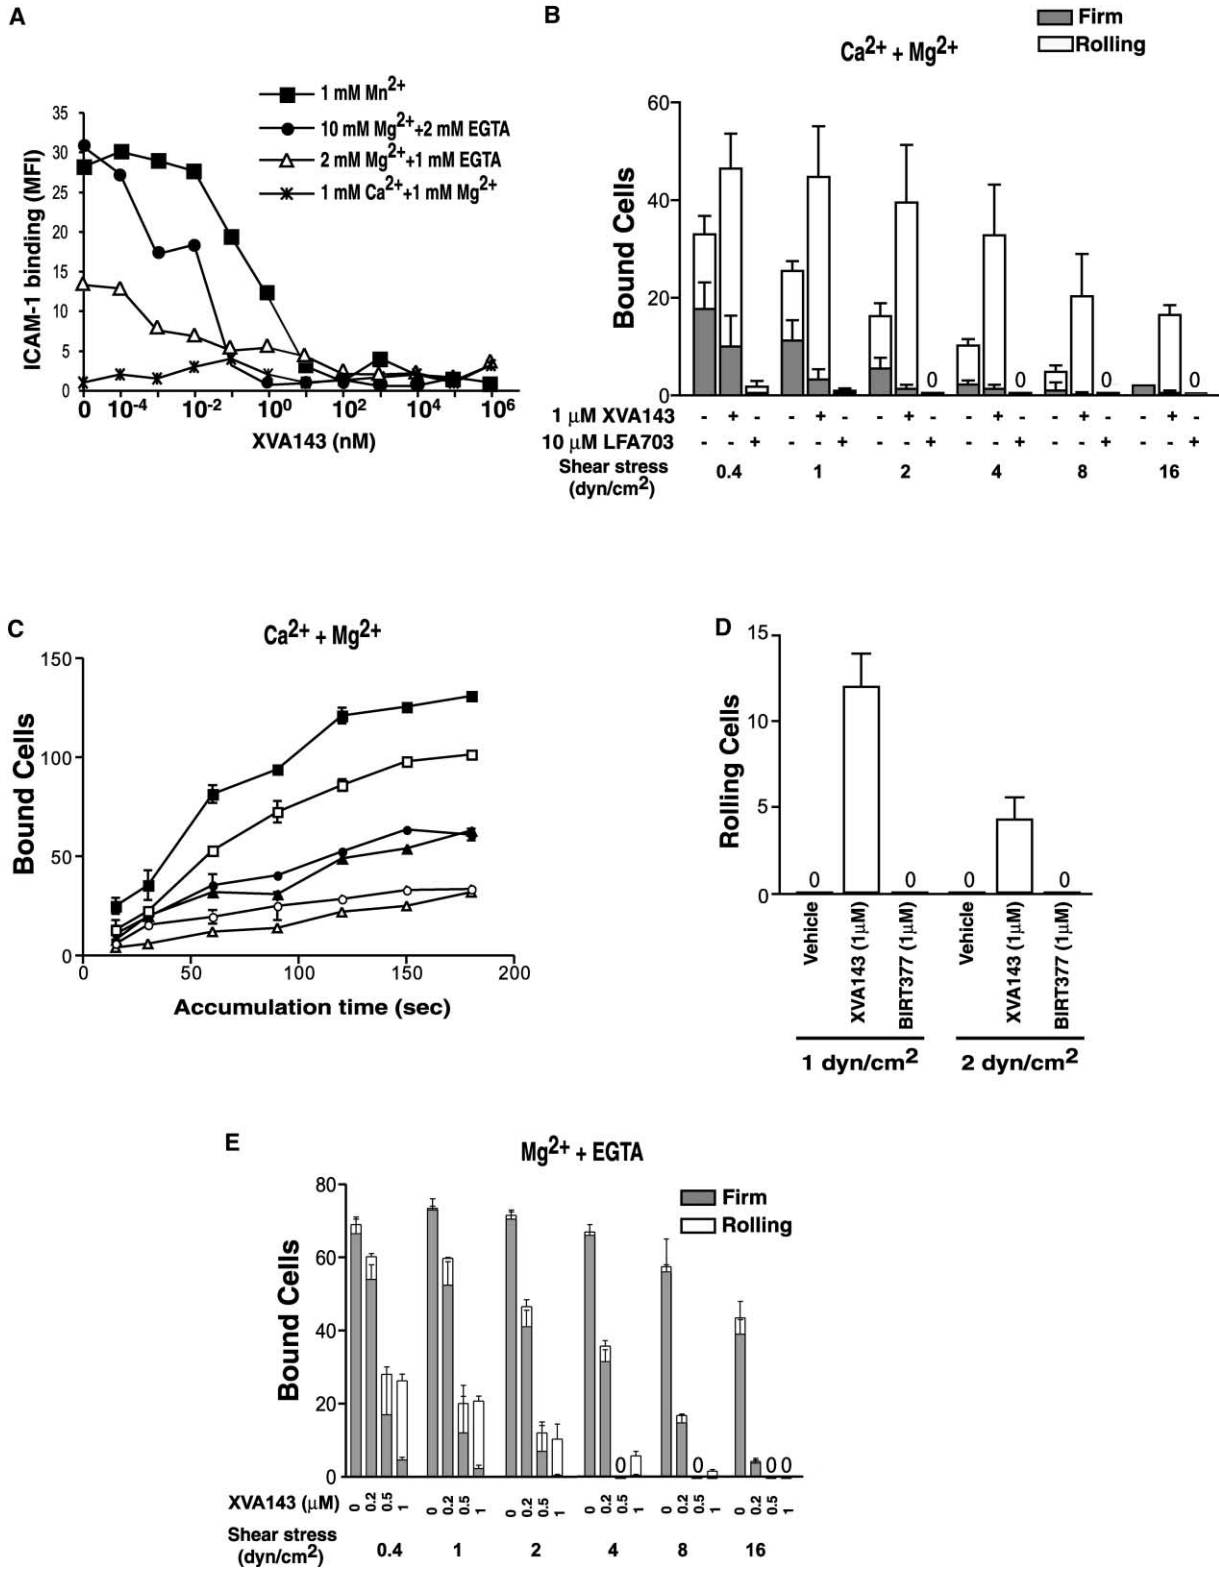 A
1 mM Mn2+
10 mM Mg2++2 mM EGTA
2 mM Mg2++1 mM EGTA
1 mM Ca2++1 mM Mg2+
ICAM-1 binding (MFI)
35
30
25
20
15
10
5
0
0 10-4 10-2 100 102 104 106
XVA143 (nM)
B
Firm
Rolling
Ca2+ + Mg2+
Bound Cells
60
40
20
0
0 0 0 0
1 µM XVA143 - + - - + - - + - - + - - + - - + -
10 µM LFA703 - - + - - + - - + - - + - - + - - +
Shear stress
(dyn/cm2)
0.4 1 2 4 8 16
C
Ca2+ + Mg2+
Bound Cells
150
100
50
0
0 50 100 150 200
Accumulation time (sec)
D
Rolling Cells
15
10
5
0
0 0 0 0
Vehicle
XVA143 (1µM)
BIRT377 (1µM)
Vehicle
XVA143 (1µM)
BIRT377 (1µM)
1 dyn/cm2 2 dyn/cm2
E
Mg2+ + EGTA
Firm
Rolling
Bound Cells
80
60
40
20
0
0 0 0 0
XVA143 (µM) 0 0.2 0.5 1 0 0.2 0.5 1 0 0.2 0.5 1 0 0.2 0.5 1 0 0.2 0.5 1 0 0.2 0.5 1
Shear stress
(dyn/cm2)
0.4 1 2 4 8 16